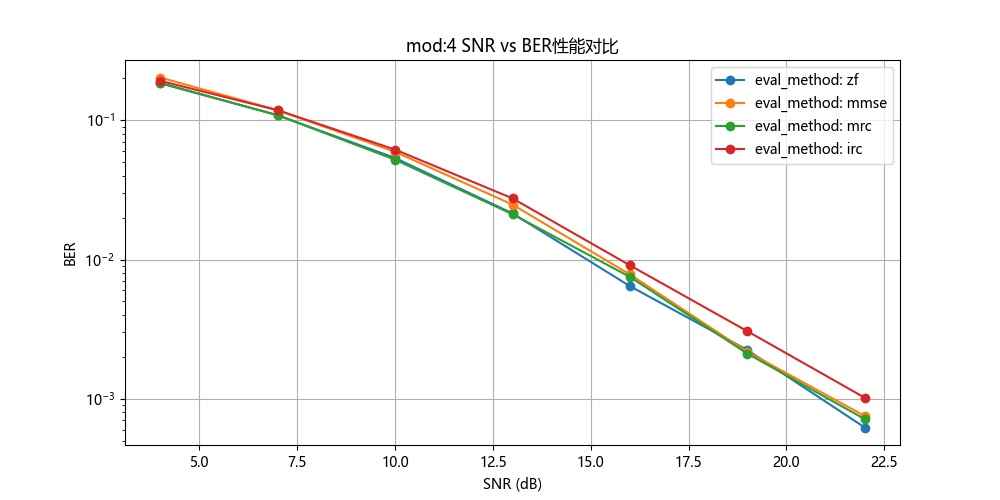 mod:4 SNR vs BER性能对比
eval_method: zf
eval_method: mmse
eval_method: mrc
eval_method: irc
10⁻¹
10⁻²
10⁻³
BER
5.0 7.5 10.0 12.5 15.0 17.5 20.0 22.5
SNR (dB)